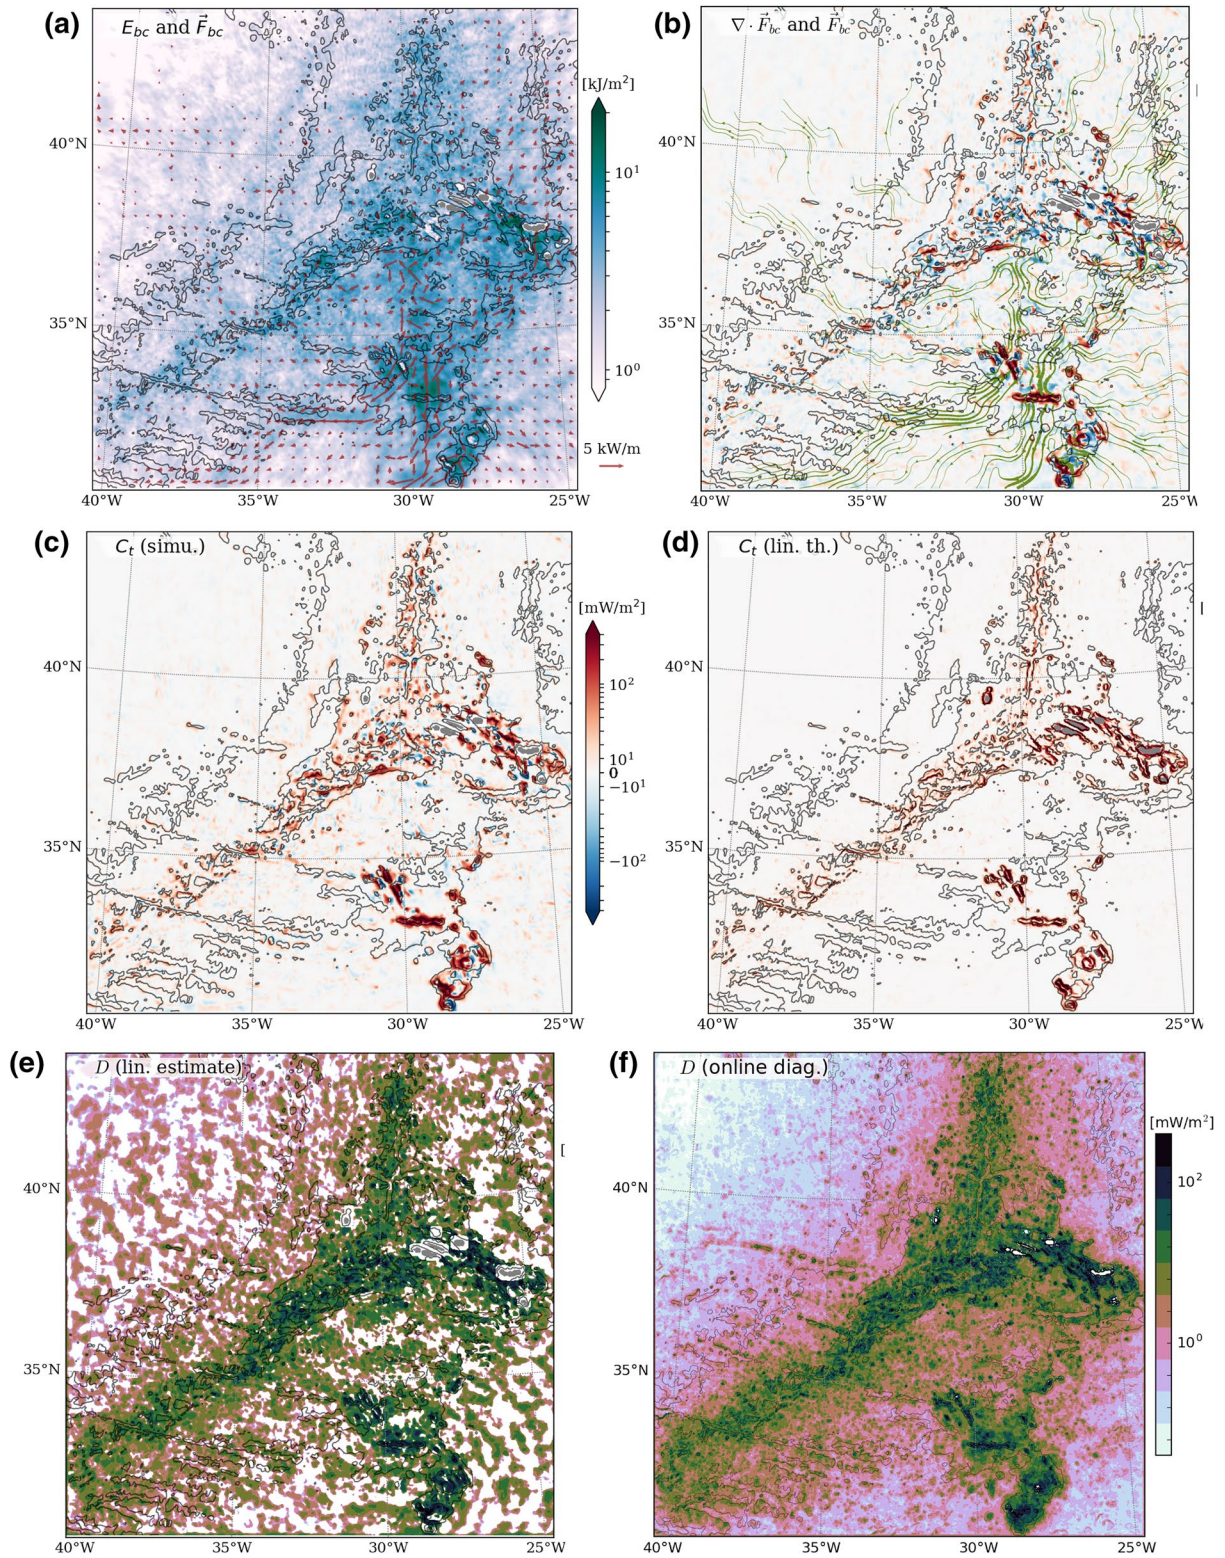 (a) E_bc and F⃗_bc
[kJ/m²]
10¹
10⁰
5 kW/m
40°N
35°N
40°W 35°W 30°W 25°W
(b) ∇ · F⃗_bc and F⃗_bc
40°N
35°N
40°W 35°W 30°W 25°W
(c) C_t (simu.)
[mW/m²]
10²
10¹
0
−10¹
−10²
40°N
35°N
40°W 35°W 30°W 25°W
(d) C_t (lin. th.)
40°N
35°N
40°W 35°W 30°W 25°W
(e) D (lin. estimate)
[
40°N
35°N
40°W 35°W 30°W 25°W
(f) D (online diag.)
[mW/m²]
10²
10⁰
40°N
35°N
40°W 35°W 30°W 25°W